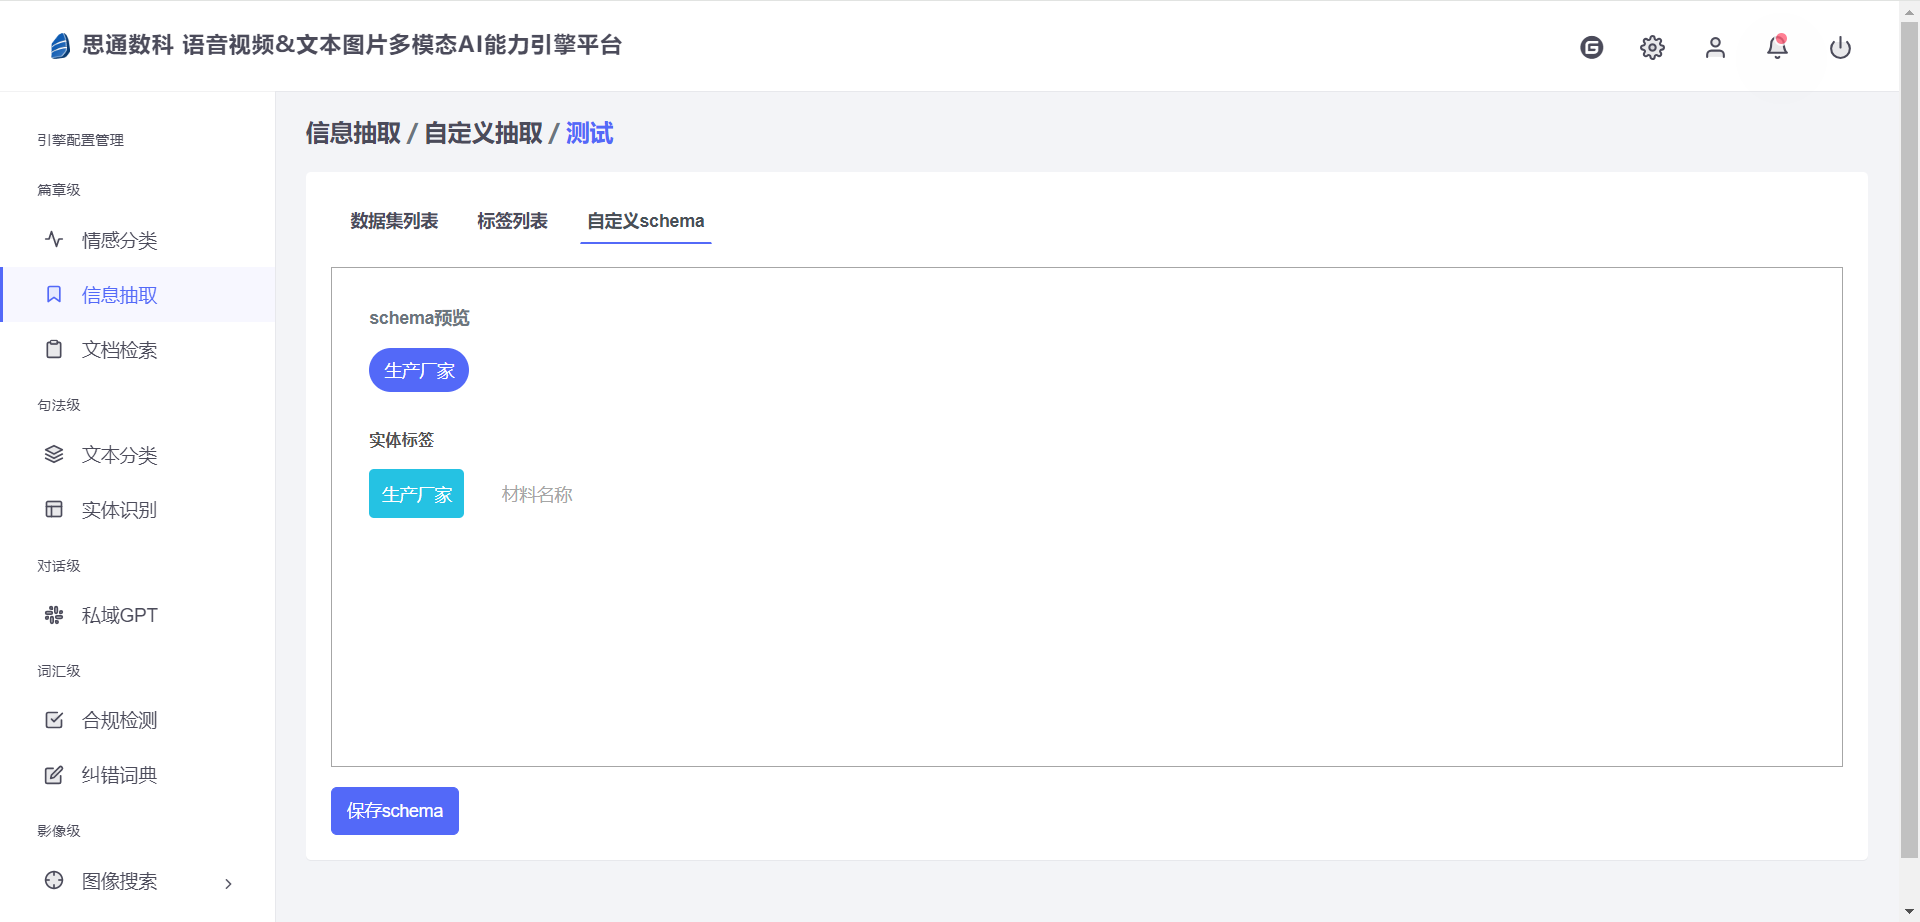 思通数科 语音视频&文本图片多模态AI能力引擎平台
引擎配置管理
篇章级
情感分类
信息抽取
文档检索
句法级
文本分类
实体识别
对话级
私域GPT
词汇级
合规检测
纠错词典
影像级
图像搜索
信息抽取 / 自定义抽取 / 测试
数据集列表 标签列表 自定义schema
schema预览
生产厂家
实体标签
生产厂家 材料名称
保存schema